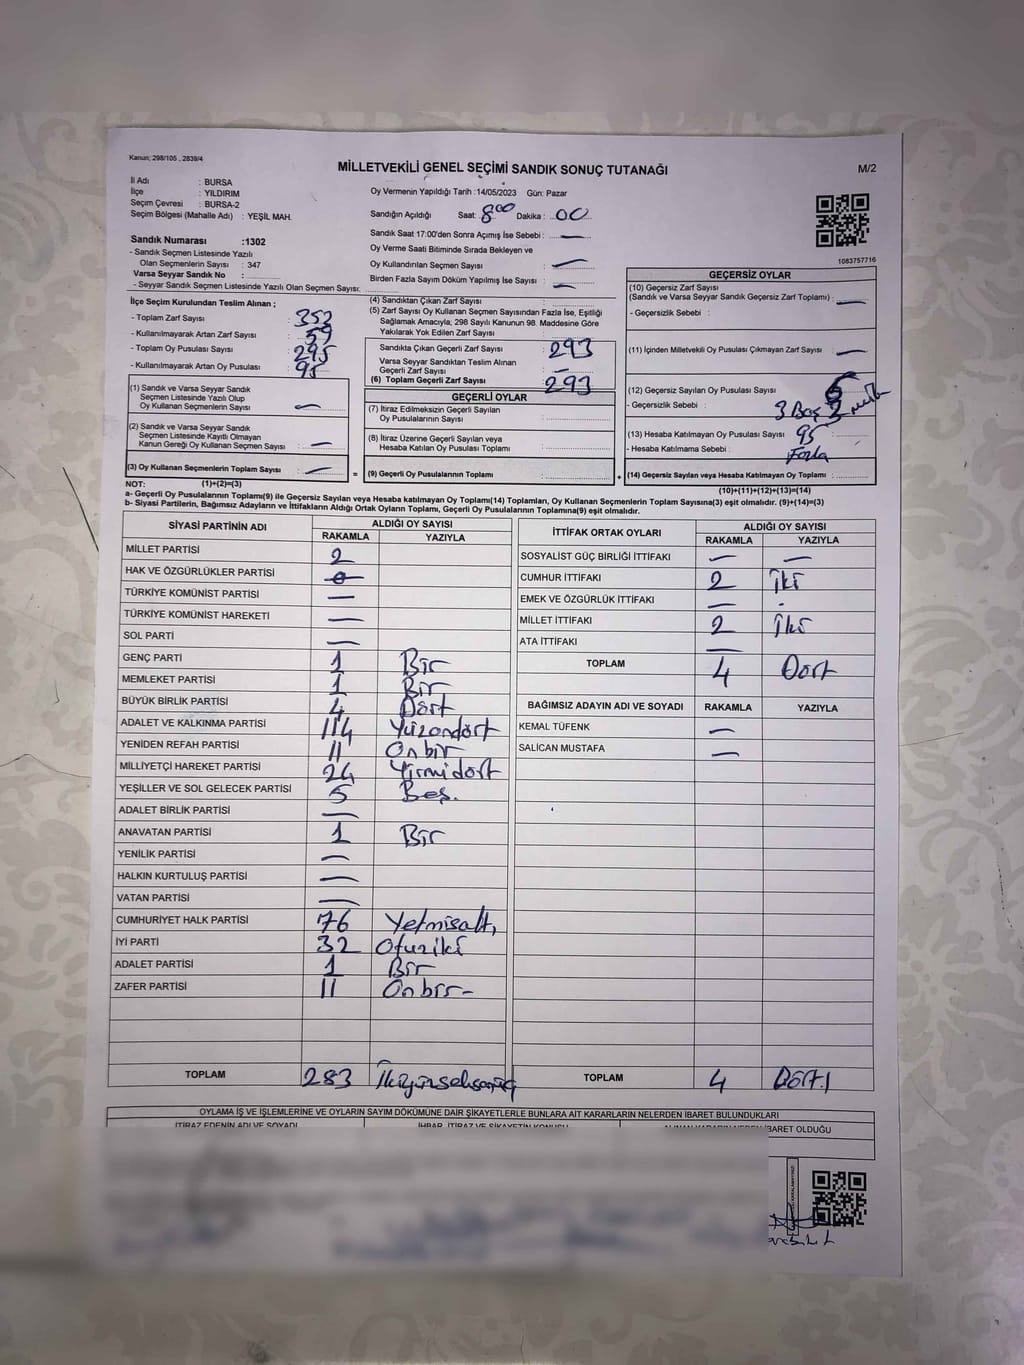 Kanun; 298/105 , 2839/4
MİLLETVEKİLİ GENEL SEÇİMİ SANDIK SONUÇ TUTANAĞI
M/2
İl Adı : BURSA
İlçe : YILDIRIM
Seçim Çevresi : BURSA-2
Seçim Bölgesi (Mahalle Adı) : YEŞİL MAH.
Sandık Numarası :1302
- Sandık Seçmen Listesinde Yazılı
Olan Seçmenlerin Sayısı : 347
Varsa Seyyar Sandık No :
- Seyyar Sandık Seçmen Listesinde Yazılı Olan Seçmen Sayısı:
Oy Vermenin Yapıldığı Tarih : 14/05/2023 Gün: Pazar
Sandığın Açıldığı Saat: 8⁰⁰ Dakika : 00
Sandık Saat 17:00'den Sonra Açımış İse Sebebi : —
Oy Verme Saati Bitiminde Sırada Bekleyen ve
Oy Kullandırılan Seçmen Sayısı : —
Birden Fazla Sayım Döküm Yapılmış İse Sayısı : —
1083757716
İlçe Seçim Kurulundan Teslim Alınan ;
- Toplam Zarf Sayısı : 352
- Kullanılmayarak Artan Zarf Sayısı : 59
- Toplam Oy Pusulası Sayısı : 295
- Kullanılmayarak Artan Oy Pusulası : 95
(1) Sandık ve Varsa Seyyar Sandık
Seçmen Listesinde Yazılı Olup
Oy Kullanan Seçmenlerin Sayısı : —
(2) Sandık ve Varsa Seyyar Sandık
Seçmen Listesinde Kayıtlı Olmayan
Kanun Gereği Oy Kullanan Seçmen Sayısı : —
(3) Oy Kullanan Seçmenlerin Toplam Sayısı : —
(4) Sandıktan Çıkan Zarf Sayısı :
(5) Zarf Sayısı Oy Kullanan Seçmen Sayısından Fazla İse, Eşitliği
Sağlamak Amacıyla; 298 Sayılı Kanunun 98. Maddesine Göre
Yakılarak Yok Edilen Zarf Sayısı :
Sandıkta Çıkan Geçerli Zarf Sayısı : 293
Varsa Seyyar Sandıktan Teslim Alınan
Geçerli Zarf Sayısı : —
(6) Toplam Geçerli Zarf Sayısı : 293
GEÇERLİ OYLAR
(7) İtiraz Edilmeksizin Geçerli Sayılan
Oy Pusulalarının Sayısı :
(8) İtiraz Üzerine Geçerli Sayılan veya
Hesaba Katılan Oy Pusulası Toplamı :
= (9) Geçerli Oy Pusulalarının Toplamı :
GEÇERSİZ OYLAR
(10) Geçersiz Zarf Sayısı
(Sandık ve Varsa Seyyar Sandık Geçersiz Zarf Toplamı) : —
- Geçersizlik Sebebi :
(11) İçinden Milletvekili Oy Pusulası Çıkmayan Zarf Sayısı : —
(12) Geçersiz Sayılan Oy Pusulası Sayısı : 6
- Geçersizlik Sebebi : 3 Boş 3
(13) Hesaba Katılmayan Oy Pusulası Sayısı : 95
- Hesaba Katılmama Sebebi : Fazla
+ (14) Geçersiz Sayılan veya Hesaba Katılmayan Oy Toplamı :
NOT: (1)+(2)=(3)
(10)+(11)+(12)+(13)=(14)
a- Geçerli Oy Pusulalarının Toplamı(9) ile Geçersiz Sayılan veya Hesaba katılmayan Oy Toplamı(14) Toplamları, Oy Kullanan Seçmenlerin Toplam Sayısına(3) eşit olmalıdır. (9)+(14)=(3)
b- Siyasi Partilerin, Bağımsız Adayların ve İttifakların Aldığı Ortak Oyların Toplamı, Geçerli Oy Pusulalarının Toplamına(9) eşit olmalıdır.
SİYASİ PARTİNİN ADI ALDIĞI OY SAYISI
RAKAMLA YAZIYLA
MİLLET PARTİSİ 2
HAK VE ÖZGÜRLÜKLER PARTİSİ 0
TÜRKİYE KOMÜNİST PARTİSİ —
TÜRKİYE KOMÜNİST HAREKETİ —
SOL PARTİ —
GENÇ PARTİ 1 Bir
MEMLEKET PARTİSİ 1 Bir
BÜYÜK BİRLİK PARTİSİ 4 Dört
ADALET VE KALKINMA PARTİSİ 114 Yüzondört
YENİDEN REFAH PARTİSİ 11 Onbir
MİLLİYETÇİ HAREKET PARTİSİ 24 Yirmidört
YEŞİLLER VE SOL GELECEK PARTİSİ 5 Beş.
ADALET BİRLİK PARTİSİ —
ANAVATAN PARTİSİ 1 Bir
YENİLİK PARTİSİ —
HALKIN KURTULUŞ PARTİSİ —
VATAN PARTİSİ —
CUMHURİYET HALK PARTİSİ 76 Yetmişaltı
İYİ PARTİ 32 Otuziki
ADALET PARTİSİ 1 Bir
ZAFER PARTİSİ 11 Onbir-
TOPLAM 283 İkiyüzseksenüç
İTTİFAK ORTAK OYLARI ALDIĞI OY SAYISI
RAKAMLA YAZIYLA
SOSYALİST GÜÇ BİRLİĞİ İTTİFAKI — —
CUMHUR İTTİFAKI 2 İki
EMEK VE ÖZGÜRLÜK İTTİFAKI —
MİLLET İTTİFAKI 2 İki
ATA İTTİFAKI —
TOPLAM 4 Dört
BAĞIMSIZ ADAYIN ADI VE SOYADI RAKAMLA YAZIYLA
KEMAL TÜFENK —
SALİCAN MUSTAFA —
TOPLAM 4 Dört
OYLAMA İŞ VE İŞLEMLERİNE VE OYLARIN SAYIM DÖKÜMÜNE DAİR ŞİKAYETLERLE BUNLARA AİT KARARLARIN NELERDEN İBARET BULUNDUKLARI
İTİRAZ EDENİN ADI VE SOYADI İHBAR, İTİRAZ VE ŞİKAYETİN KONUSU ALINAN KARARIN NEDEN İBARET OLDUĞU